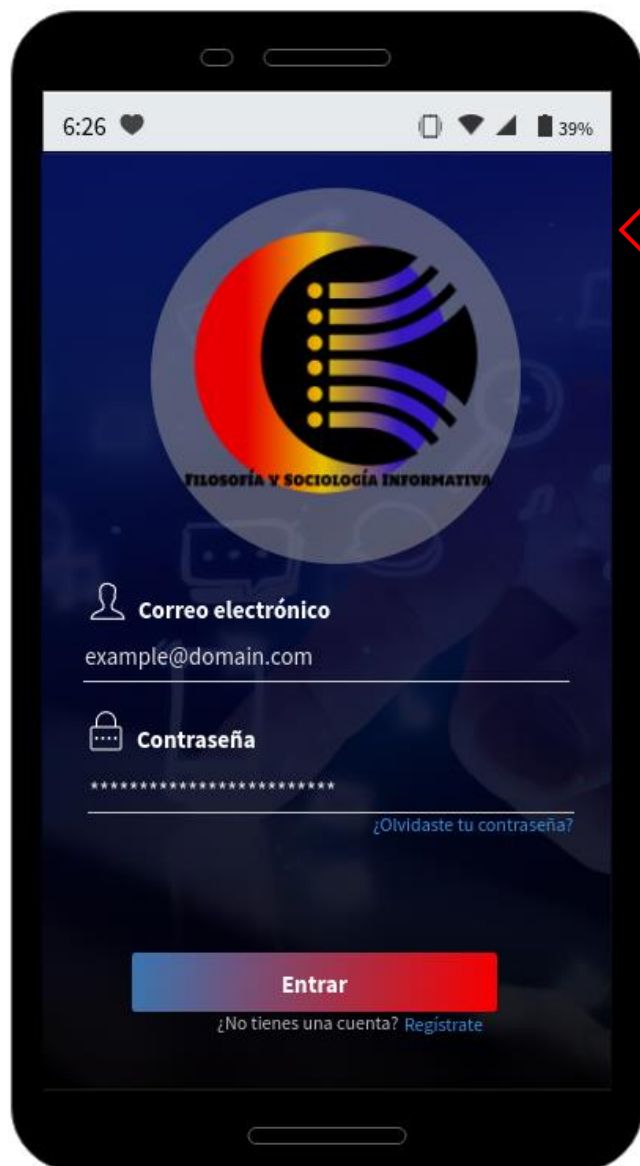 6:26
39%
FILOSOFÍA Y SOCIOLOGÍA INFORMATIVA
Correo electrónico
example@domain.com
Contraseña
*************************
¿Olvidaste tu contraseña?
Entrar
¿No tienes una cuenta? Regístrate